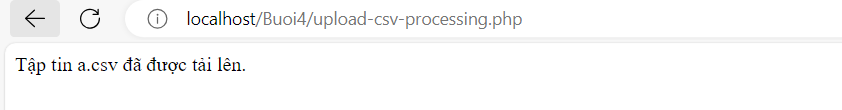 localhost/Buoi4/upload-csv-processing.php
Tập tin a.csv đã được tải lên.